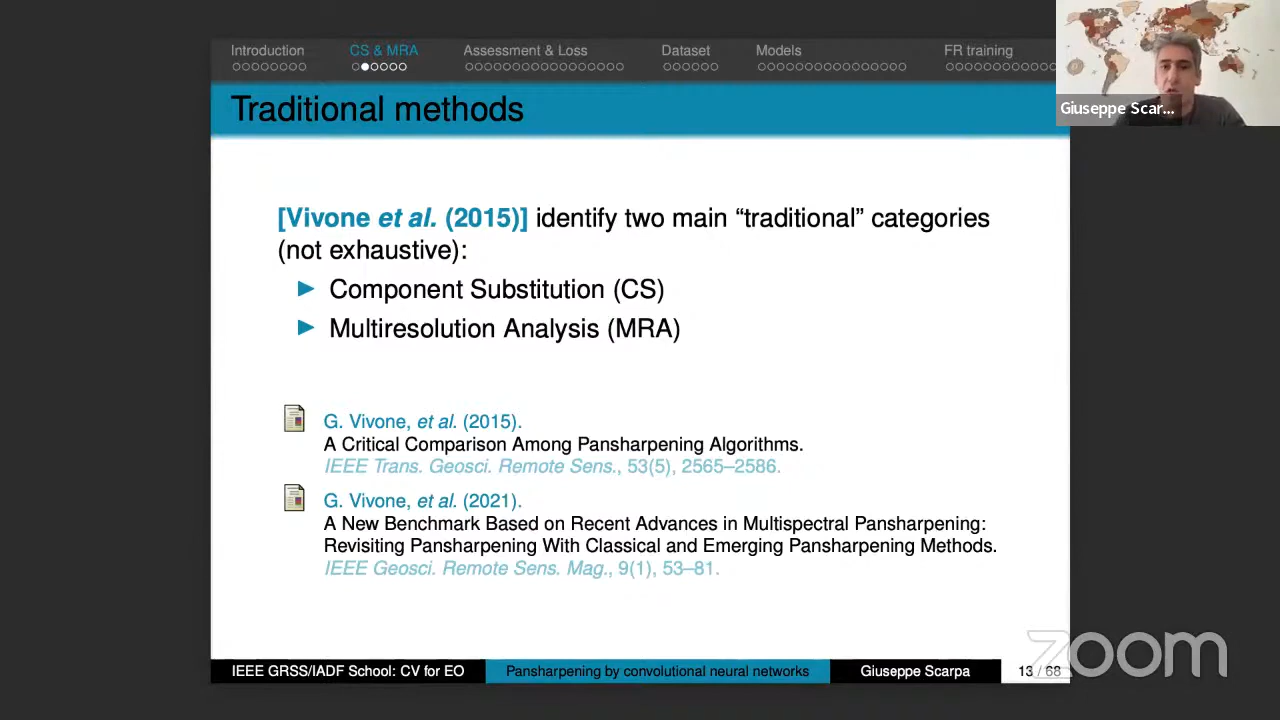 Introduction CS & MRA Assessment & Loss Dataset Models FR training
Traditional methods
Giuseppe Scar...
[Vivone et al. (2015)] identify two main “traditional” categories
(not exhaustive):
Component Substitution (CS)
Multiresolution Analysis (MRA)
G. Vivone, et al. (2015).
A Critical Comparison Among Pansharpening Algorithms.
IEEE Trans. Geosci. Remote Sens., 53(5), 2565–2586.
G. Vivone, et al. (2021).
A New Benchmark Based on Recent Advances in Multispectral Pansharpening:
Revisiting Pansharpening With Classical and Emerging Pansharpening Methods.
IEEE Geosci. Remote Sens. Mag., 9(1), 53–81.
zoom
IEEE GRSS/IADF School: CV for EO Pansharpening by convolutional neural networks Giuseppe Scarpa 13 / 68